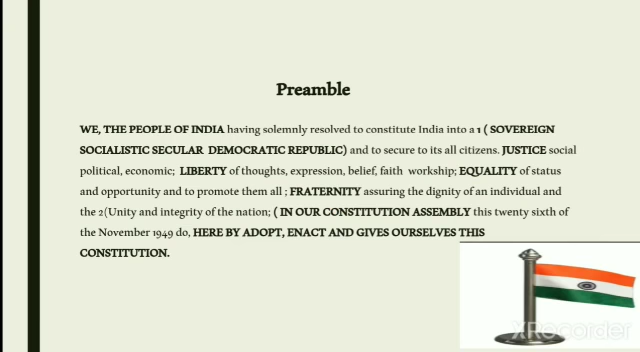 Preamble
WE, THE PEOPLE OF INDIA having solemnly resolved to constitute India into a 1 ( SOVEREIGN
SOCIALISTIC SECULAR DEMOCRATIC REPUBLIC) and to secure to its all citizens. JUSTICE social
political, economic; LIBERTY of thoughts, expression, belief, faith workship; EQUALITY of status
and opportunity and to promote them all ; FRATERNITY assuring the dignity of an individual and
the 2(Unity and integrity of the nation; ( IN OUR CONSTITUTION ASSEMBLY this twenty sixth of
the November 1949 do, HERE BY ADOPT, ENACT AND GIVES OURSELVES THIS
CONSTITUTION.
XRecorder